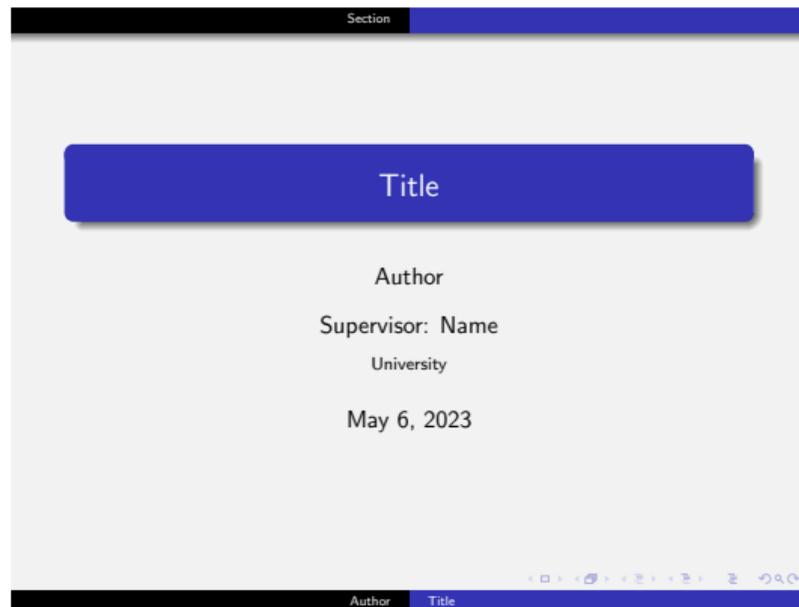 Section
Title
Author
Supervisor: Name
University
May 6, 2023
Author Title